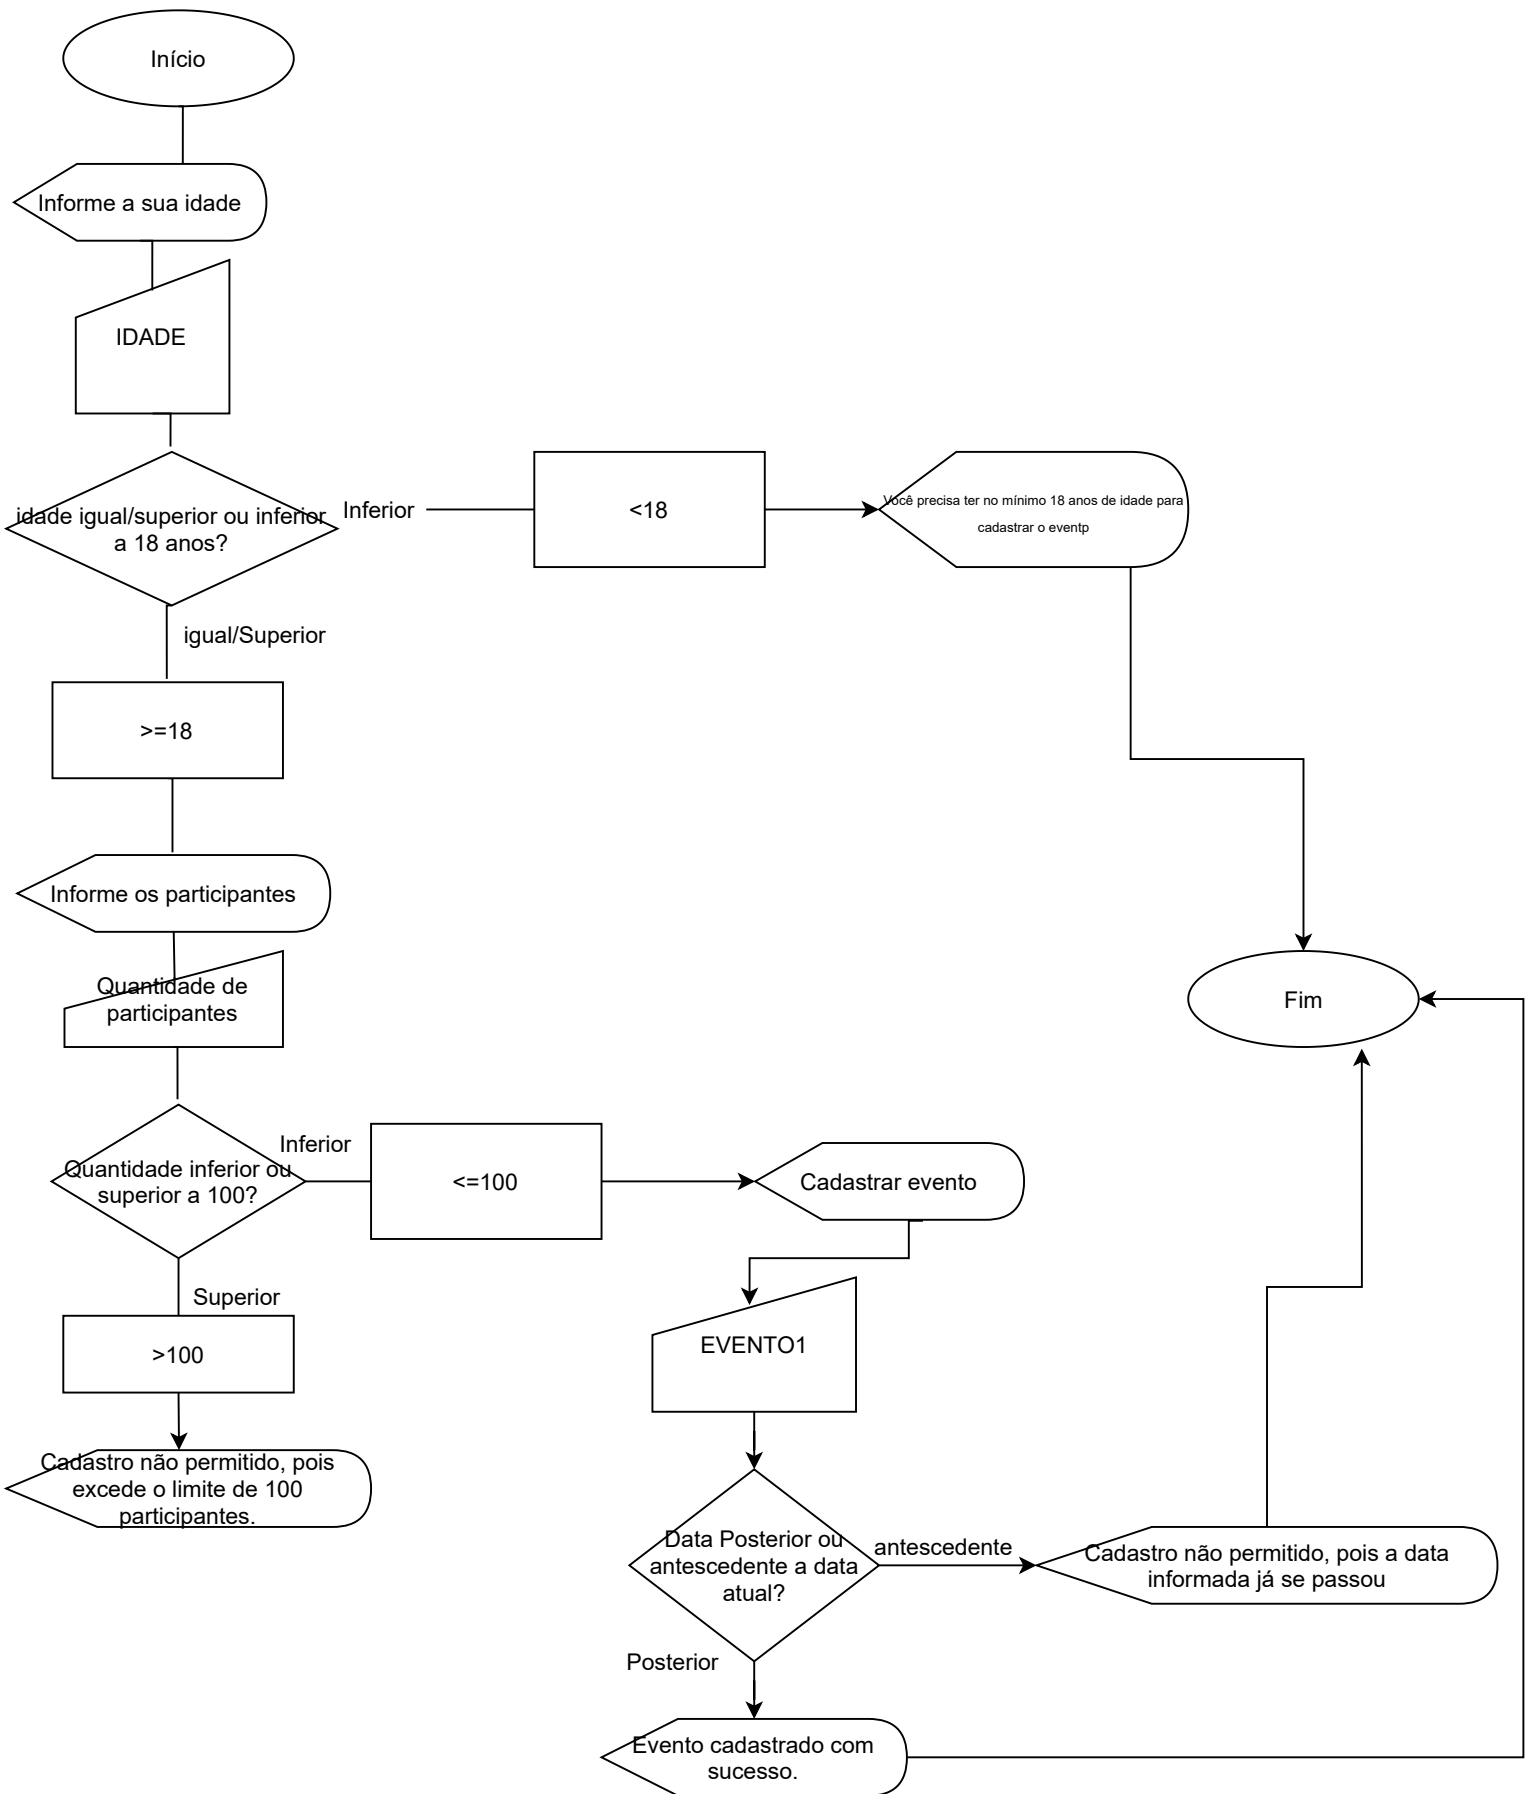 Início
Informe a sua idade
IDADE
idade igual/superior ou inferior
a 18 anos?
Inferior
<18
Você precisa ter no mínimo 18 anos de idade para
cadastrar o eventp
igual/Superior
>=18
Informe os participantes
Quantidade de
participantes
Fim
Quantidade inferior ou
superior a 100?
Inferior
<=100
Cadastrar evento
Superior
>100
EVENTO1
Cadastro não permitido, pois
excede o limite de 100
participantes.
Data Posterior ou
antescedente a data
atual?
antescedente
Cadastro não permitido, pois a data
informada já se passou
Posterior
Evento cadastrado com
sucesso.